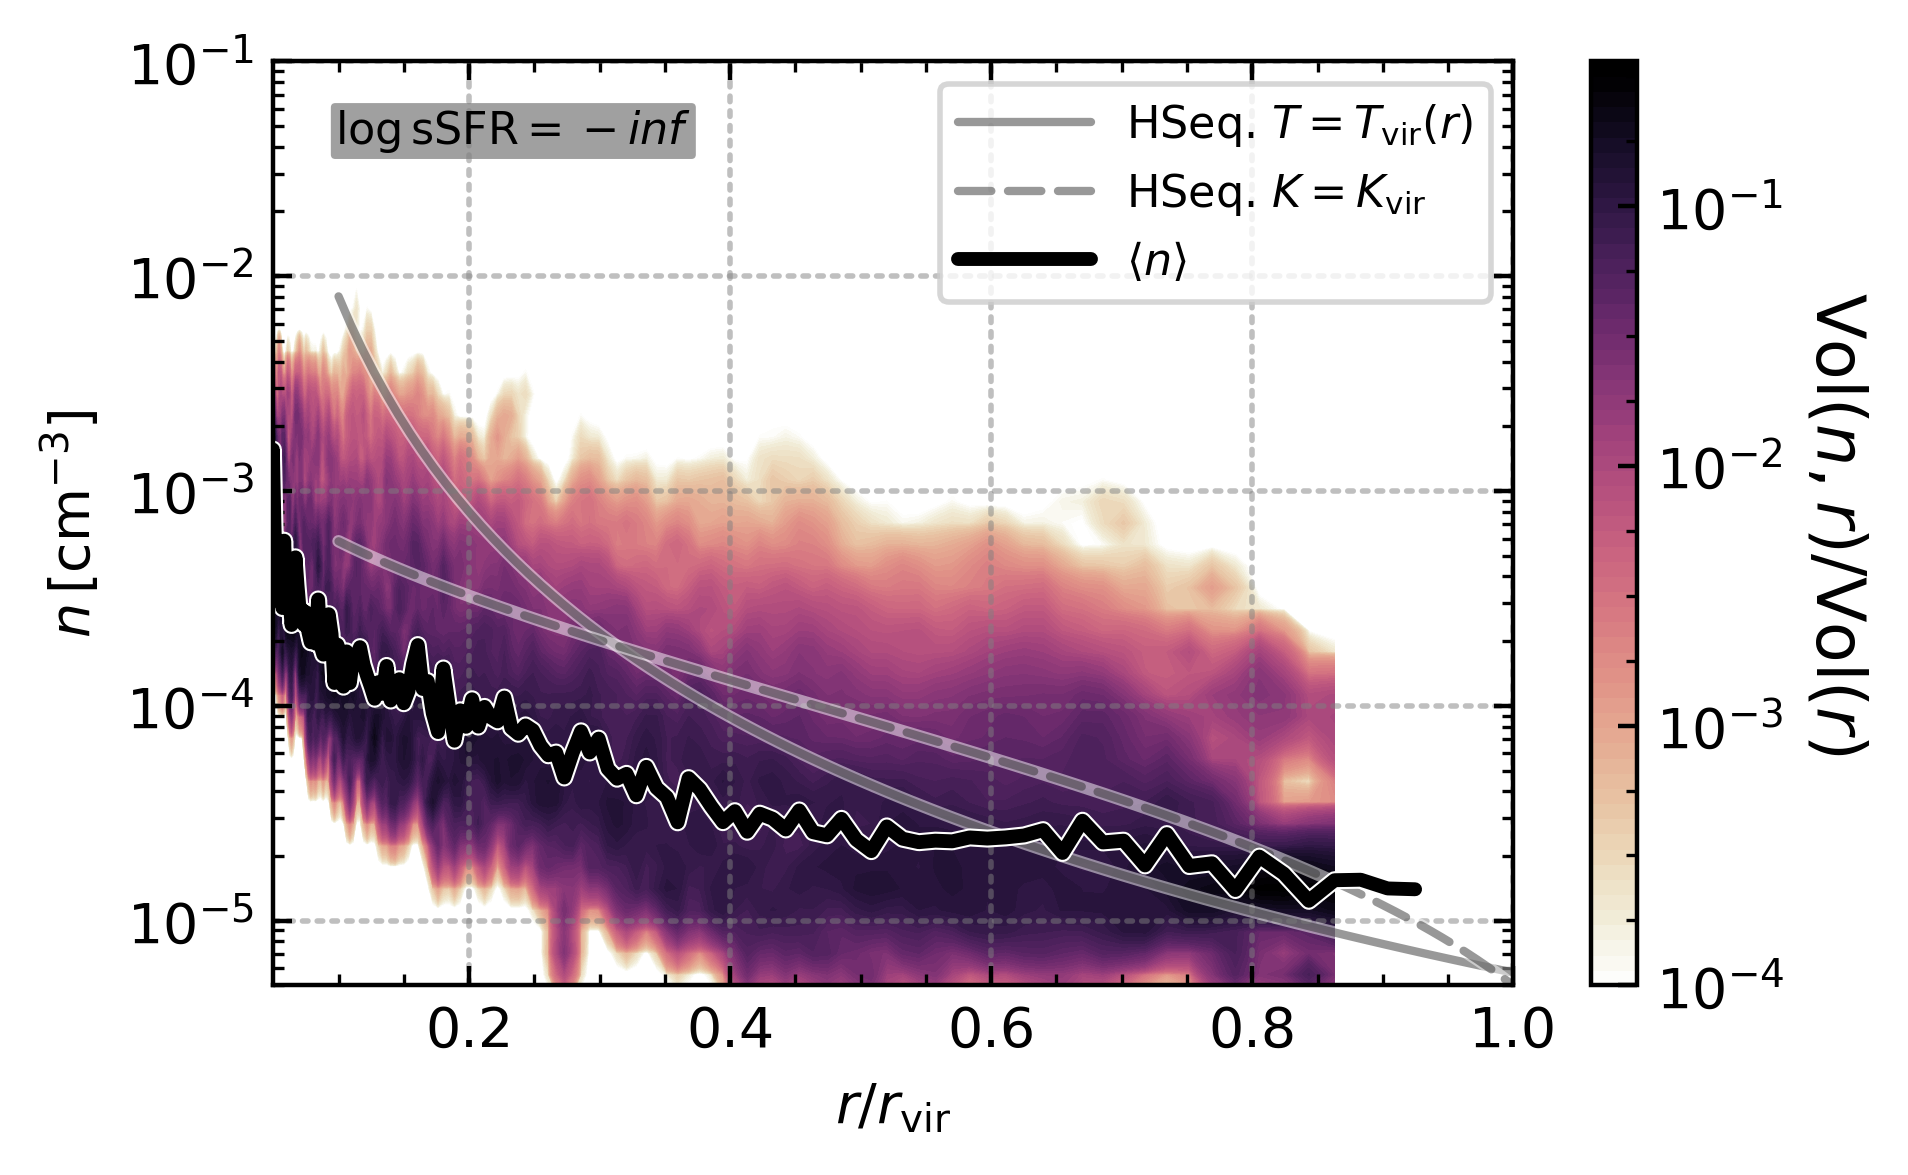 10⁻¹
10⁻²
10⁻³
10⁻⁴
10⁻⁵
n [cm⁻³]
log sSFR = −inf
HSeq. T = T_vir(r)
HSeq. K = K_vir
⟨n⟩
0.2 0.4 0.6 0.8 1.0
r/r_vir
10⁻¹
10⁻²
10⁻³
10⁻⁴
Vol(n, r)/Vol(r)